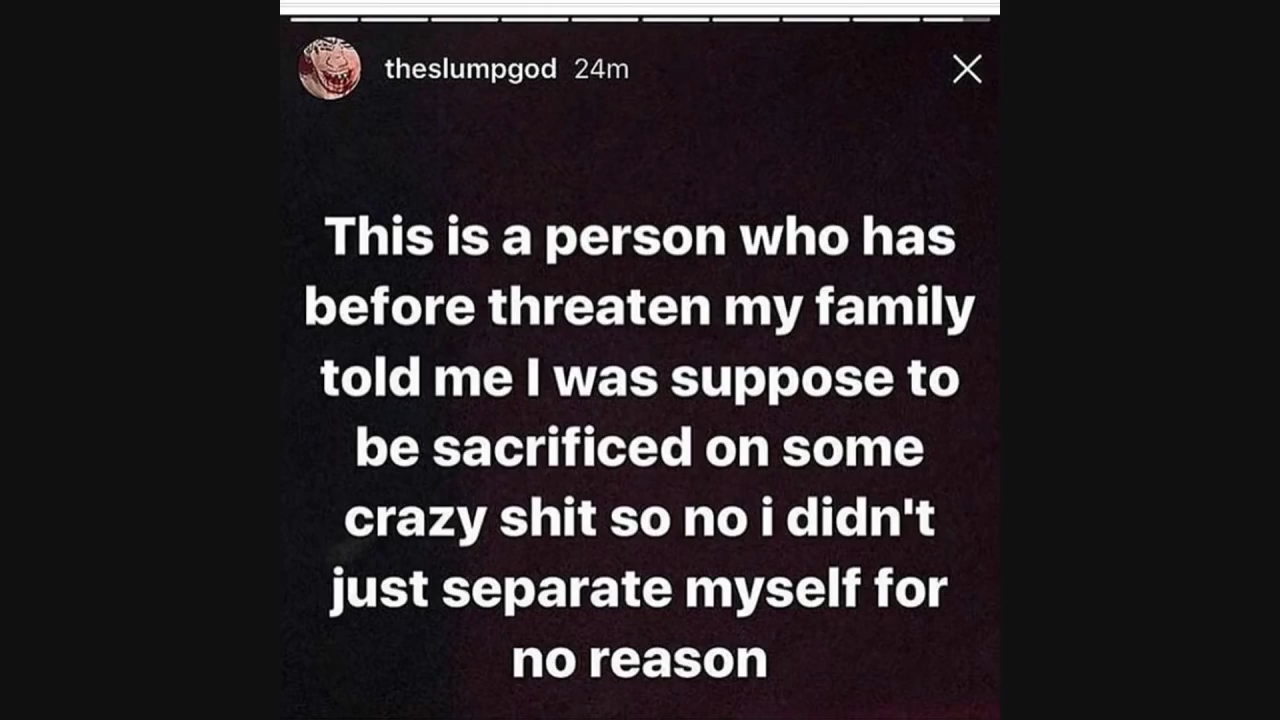 theslumpgod 24m
This is a person who has
before threaten my family
told me I was suppose to
be sacrificed on some
crazy shit so no i didn't
just separate myself for
no reason